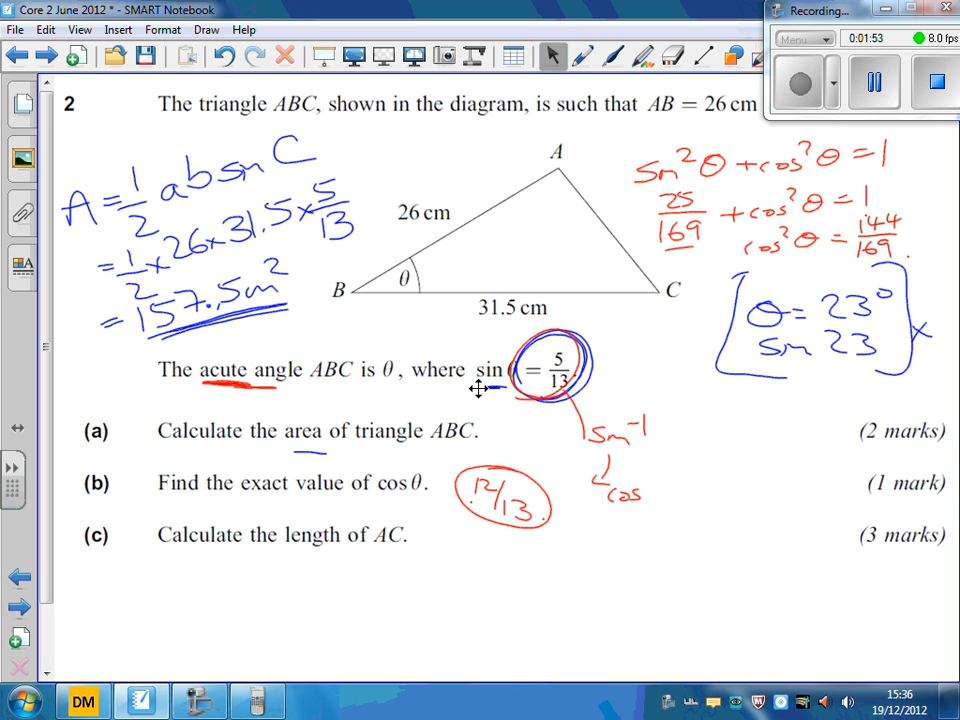 Core 2 June 2012 * - SMART Notebook
File Edit View Insert Format Draw Help
Recording...
Menu
0:01:53
8.0 fps
2 The triangle ABC, shown in the diagram, is such that AB = 26 cm
A = 1/2 ab sin C
= 1/2 × 26 × 31.5 × 5/13
= 157.5m²
A
26 cm
B
θ
C
31.5 cm
sin²θ + cos²θ = 1
25/169 + cos²θ = 1
cos²θ = 144/169.
[θ = 23°
sin 23] ×
The acute angle ABC is θ, where sin = 5/13
(a) Calculate the area of triangle ABC. (2 marks)
sin⁻¹
cos
(b) Find the exact value of cos θ. (1 mark)
12/13
(c) Calculate the length of AC. (3 marks)
DM
15:36
19/12/2012